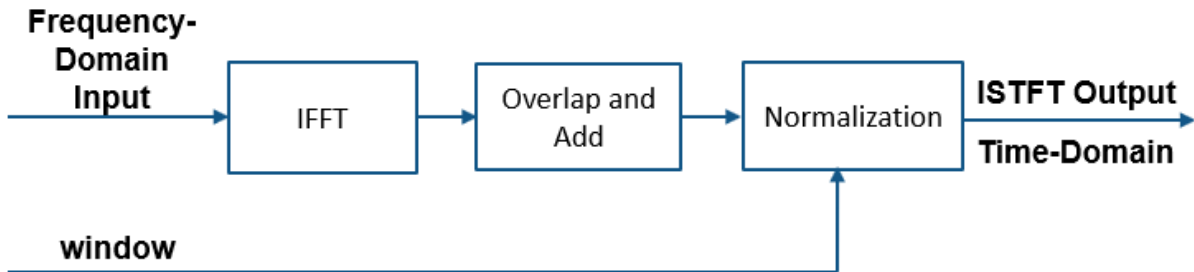 Frequency-
Domain
Input
IFFT
Overlap and
Add
Normalization
ISTFT Output
Time-Domain
window